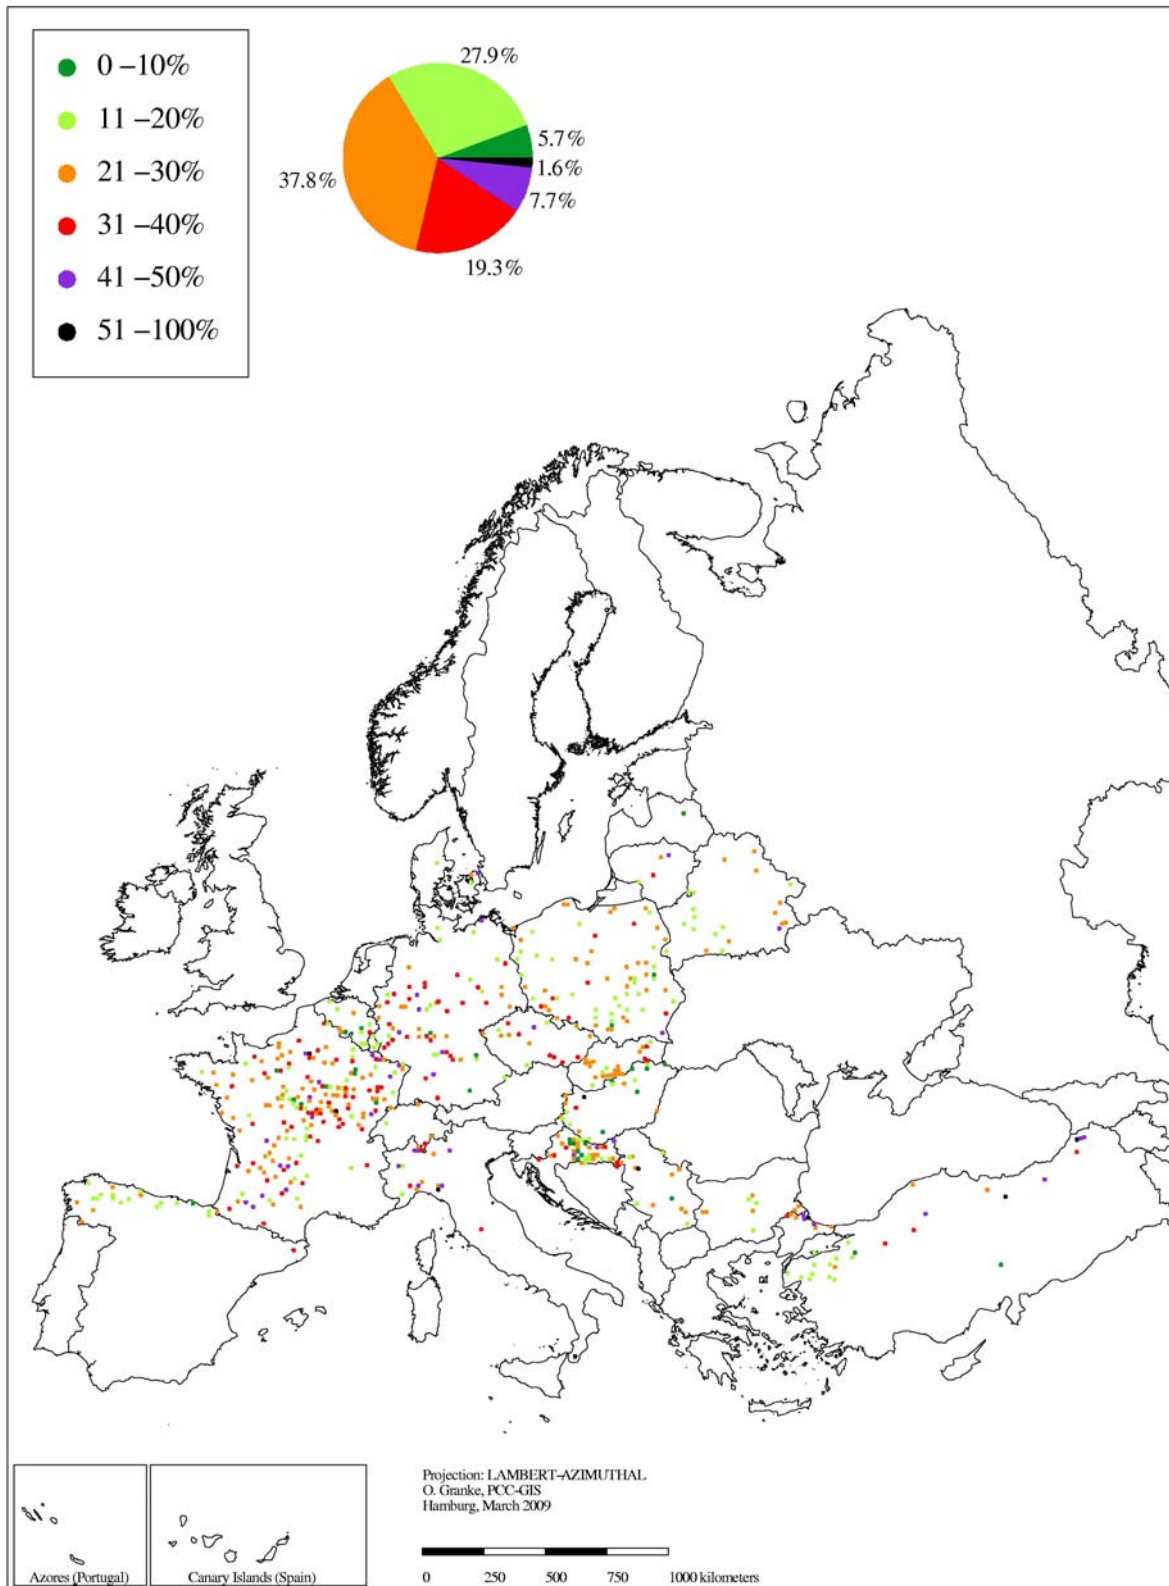 0 –10%
11 –20%
21 –30%
31 –40%
41 –50%
51 –100%
27.9%
5.7%
1.6%
7.7%
19.3%
37.8%
Projection: LAMBERT-AZIMUTHAL
O. Granke, PCC-GIS
Hamburg, March 2009
Azores (Portugal)
Canary Islands (Spain)
0 250 500 750 1000 kilometers